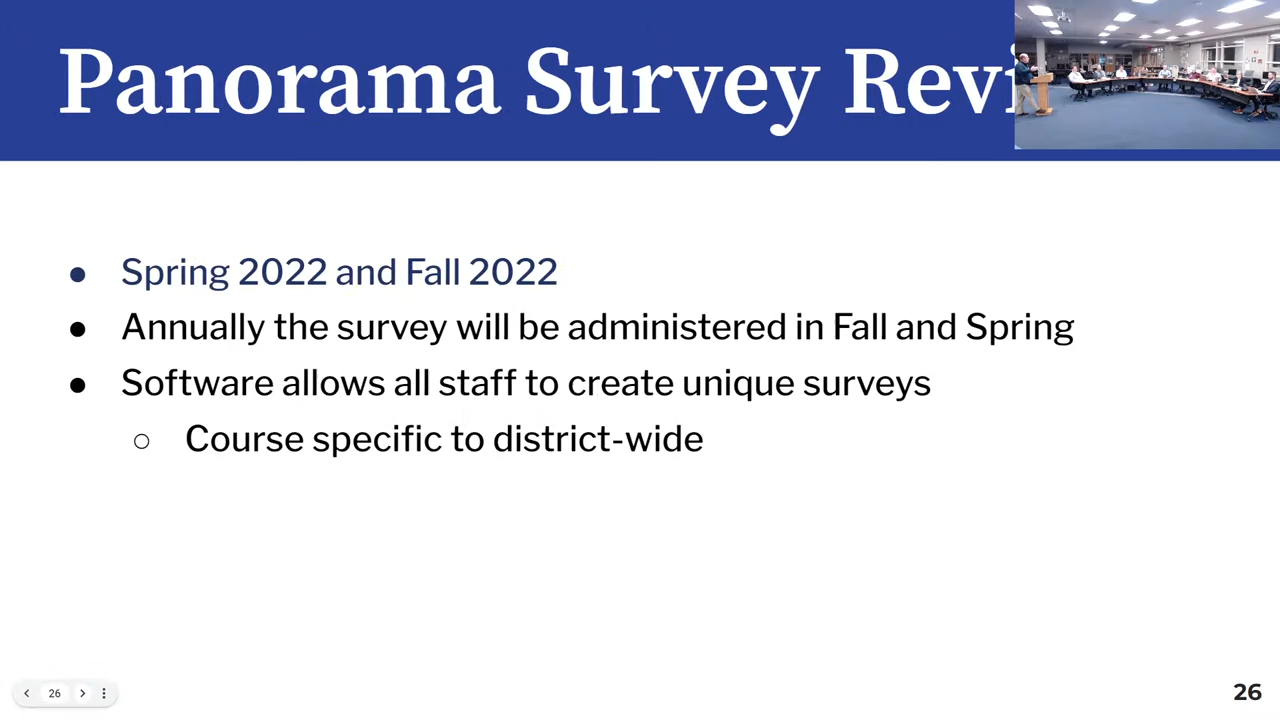 Panorama Survey
Spring 2022 and Fall 2022
Annually the survey will be administered in Fall and Spring
Software allows all staff to create unique surveys
Course specific to district-wide
26
26